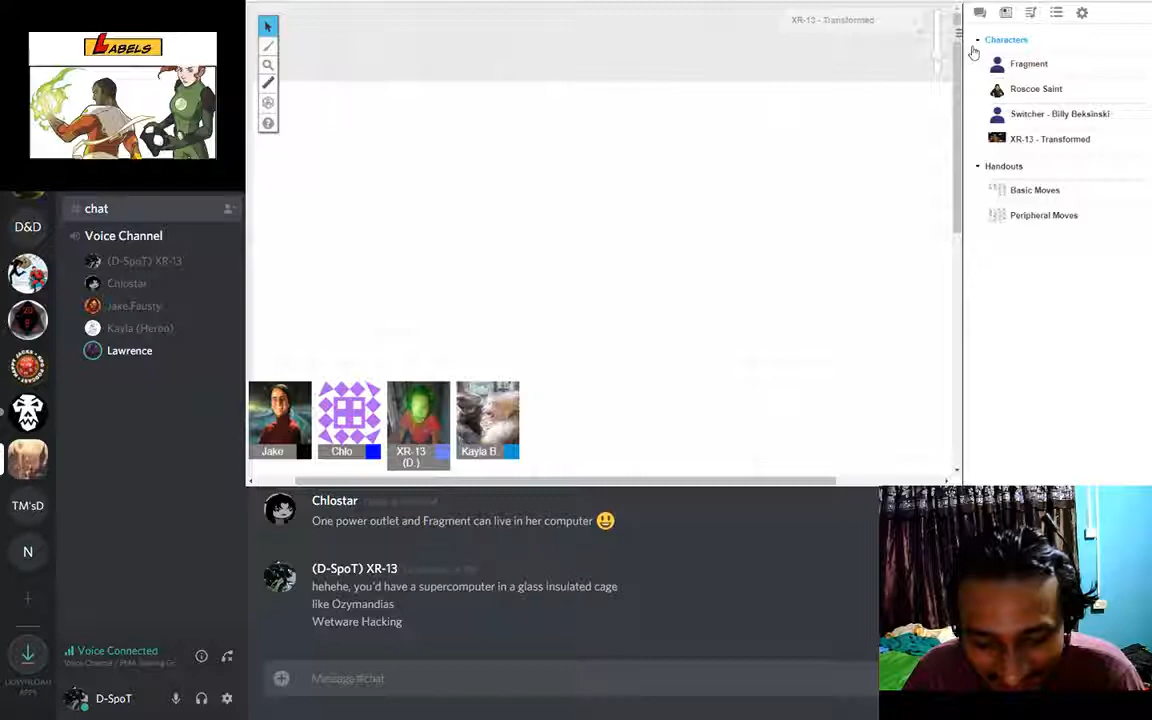 LABELS
XR-13 - Transformed
Characters
Fragment
Roscoe Saint
Switcher - Billy Beksinski
XR-13 - Transformed
Handouts
Basic Moves
Peripheral Moves
D&D
# chat
Voice Channel
(D-SpoT) XR-13
Chlostar
Jake.Fausty
Kayla (Heroo)
Lawrence
TM'sD
N
DOWNLOAD
APPS
Voice Connected
D-SpoT
Jake
Chlo
XR-13
(D.)
Kayla B.
Chlostar
One power outlet and Fragment can live in her computer
(D-SpoT) XR-13
hehehe, you'd have a supercomputer in a glass insulated cage
like Ozymandias
Wetware Hacking
Message #chat